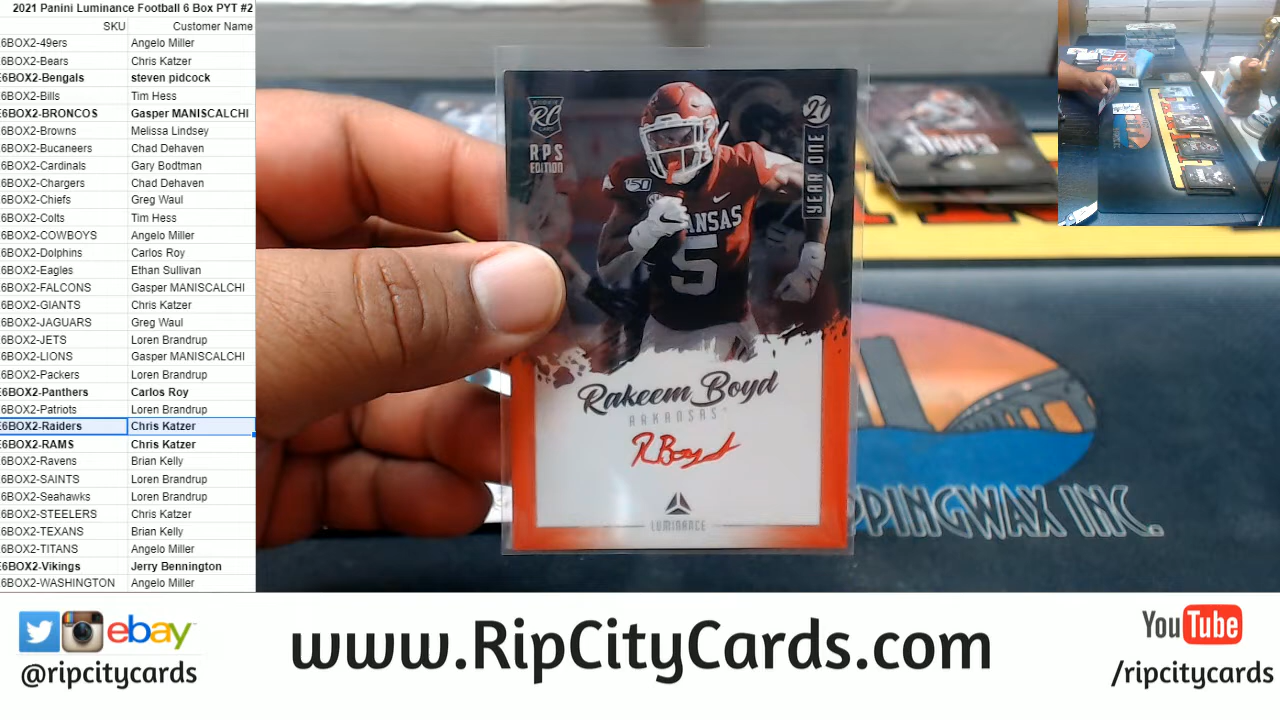 2021 Panini Luminance Football 6 Box PYT #2
SKU Customer Name
6BOX2-49ers Angelo Miller
6BOX2-Bears Chris Katzer
6BOX2-Bengals steven pidcock
6BOX2-Bills Tim Hess
6BOX2-BRONCOS Gasper MANISCALCHI
6BOX2-Browns Melissa Lindsey
6BOX2-Bucaneers Chad Dehaven
6BOX2-Cardinals Gary Bodtman
6BOX2-Chargers Chad Dehaven
6BOX2-Chiefs Greg Waul
6BOX2-Colts Tim Hess
6BOX2-COWBOYS Angelo Miller
6BOX2-Dolphins Carlos Roy
6BOX2-Eagles Ethan Sullivan
6BOX2-FALCONS Gasper MANISCALCHI
6BOX2-GIANTS Chris Katzer
6BOX2-JAGUARS Greg Waul
6BOX2-JETS Loren Brandrup
6BOX2-LIONS Gasper MANISCALCHI
6BOX2-Packers Loren Brandrup
6BOX2-Panthers Carlos Roy
6BOX2-Patriots Loren Brandrup
6BOX2-Raiders Chris Katzer
6BOX2-RAMS Chris Katzer
6BOX2-Ravens Brian Kelly
6BOX2-SAINTS Loren Brandrup
6BOX2-Seahawks Loren Brandrup
6BOX2-STEELERS Chris Katzer
6BOX2-TEXANS Brian Kelly
6BOX2-TITANS Angelo Miller
6BOX2-Vikings Jerry Bennington
6BOX2-WASHINGTON Angelo Miller
RC
CARD
RPS
EDITION
21
YEAR ONE
150
KANSAS
5
Rakeem Boyd
ARKANSAS
R Boyd
LUMINANCE
PPINGWAX INC.
ebay
@ripcitycards
www.RipCityCards.com
YouTube
/ripcitycards